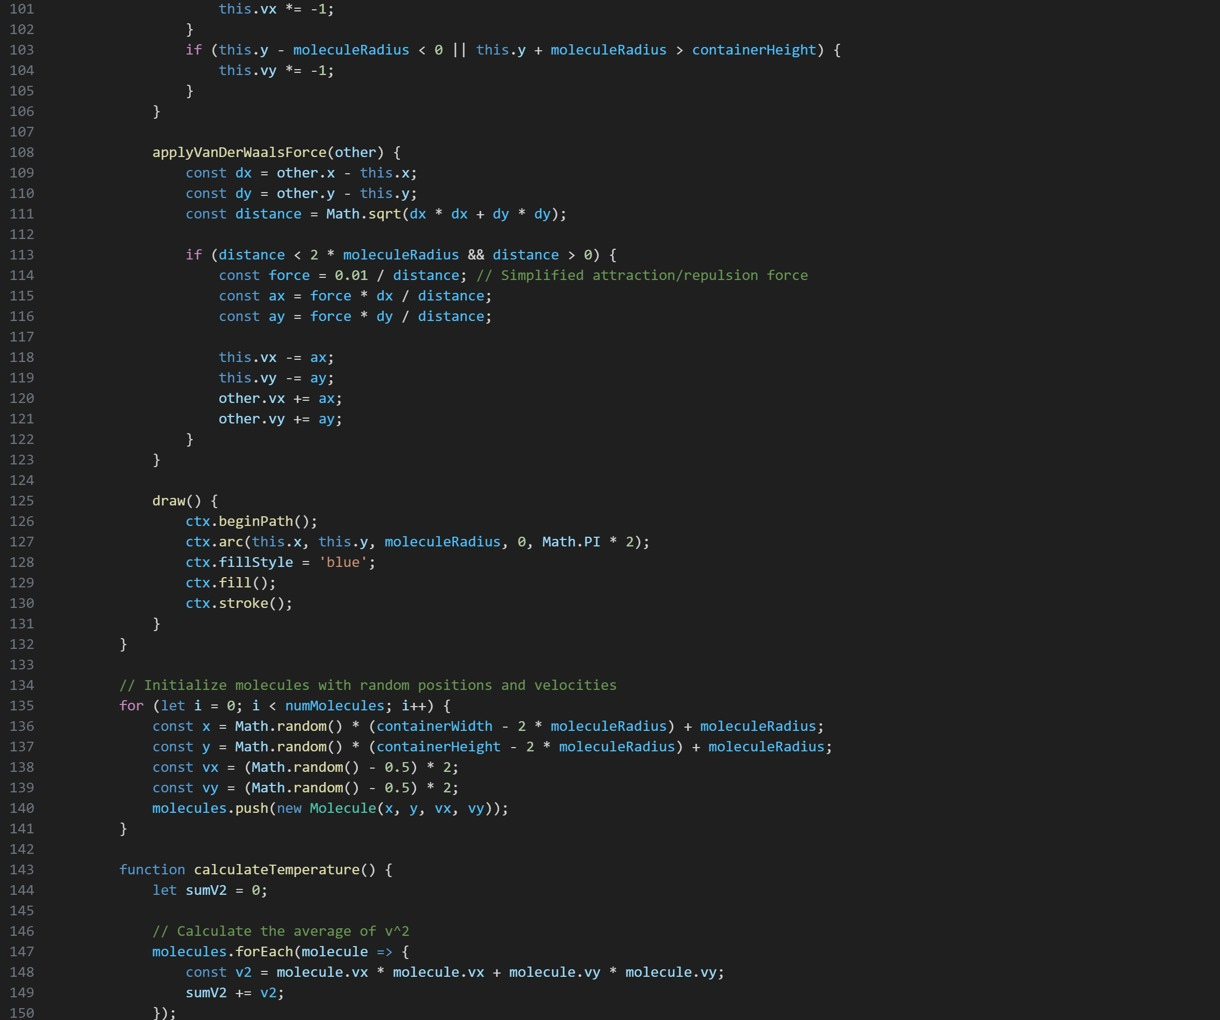 101 this.vx *= -1;
102 }
103 if (this.y - moleculeRadius < 0 || this.y + moleculeRadius > containerHeight) {
104 this.vy *= -1;
105 }
106 }
107
108 applyVanDerWaalsForce(other) {
109 const dx = other.x - this.x;
110 const dy = other.y - this.y;
111 const distance = Math.sqrt(dx * dx + dy * dy);
112
113 if (distance < 2 * moleculeRadius && distance > 0) {
114 const force = 0.01 / distance; // Simplified attraction/repulsion force
115 const ax = force * dx / distance;
116 const ay = force * dy / distance;
117
118 this.vx -= ax;
119 this.vy -= ay;
120 other.vx += ax;
121 other.vy += ay;
122 }
123 }
124
125 draw() {
126 ctx.beginPath();
127 ctx.arc(this.x, this.y, moleculeRadius, 0, Math.PI * 2);
128 ctx.fillStyle = 'blue';
129 ctx.fill();
130 ctx.stroke();
131 }
132 }
133
134 // Initialize molecules with random positions and velocities
135 for (let i = 0; i < numMolecules; i++) {
136 const x = Math.random() * (containerWidth - 2 * moleculeRadius) + moleculeRadius;
137 const y = Math.random() * (containerHeight - 2 * moleculeRadius) + moleculeRadius;
138 const vx = (Math.random() - 0.5) * 2;
139 const vy = (Math.random() - 0.5) * 2;
140 molecules.push(new Molecule(x, y, vx, vy));
141 }
142
143 function calculateTemperature() {
144 let sumV2 = 0;
145
146 // Calculate the average of v^2
147 molecules.forEach(molecule => {
148 const v2 = molecule.vx * molecule.vx + molecule.vy * molecule.vy;
149 sumV2 += v2;
150 });